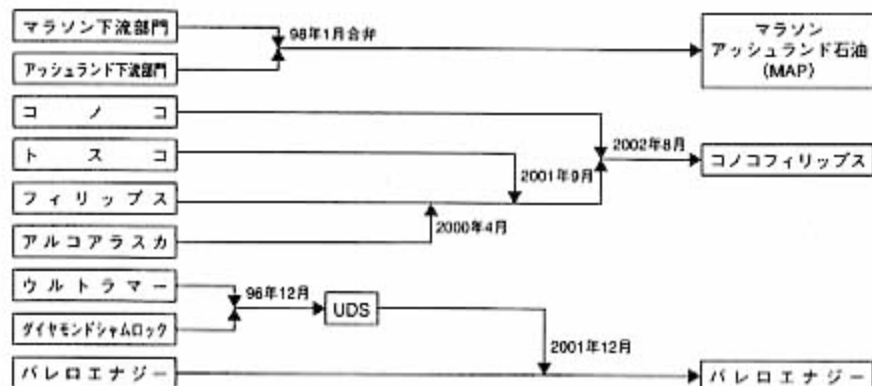 マラソン下流部門
98年1月合弁
マラソン
アッシュランド石油
(MAP)
アッシュランド下流部門
コノコ
2002年8月
コノコフィリップス
トスコ
2001年9月
フィリップス
2000年4月
アルコアラスカ
ウルトラマー
96年12月
UDS
ダイヤモンドシャムロック
2001年12月
バレロエナジー
バレロエナジー